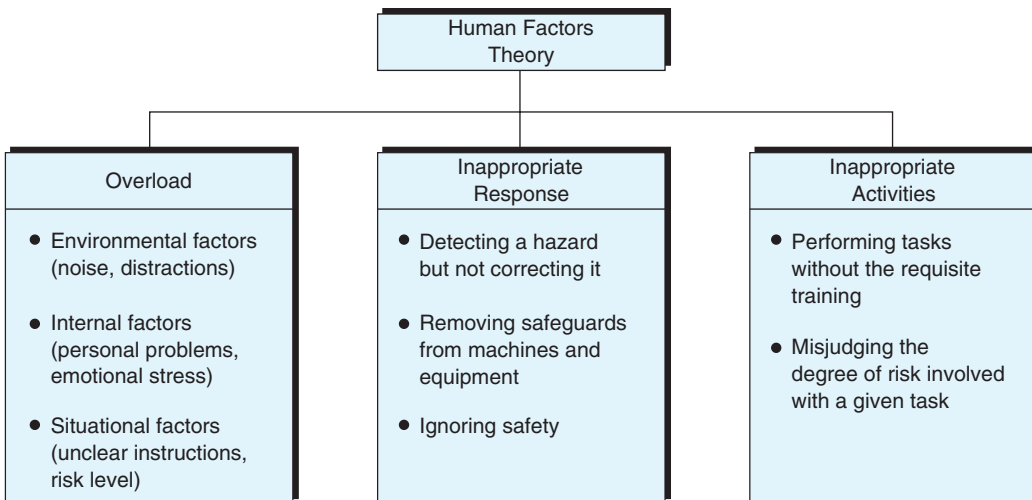 Human Factors
Theory
Overload
• Environmental factors
(noise, distractions)
• Internal factors
(personal problems,
emotional stress)
• Situational factors
(unclear instructions,
risk level)
Inappropriate
Response
• Detecting a hazard
but not correcting it
• Removing safeguards
from machines and
equipment
• Ignoring safety
Inappropriate
Activities
• Performing tasks
without the requisite
training
• Misjudging the
degree of risk involved
with a given task